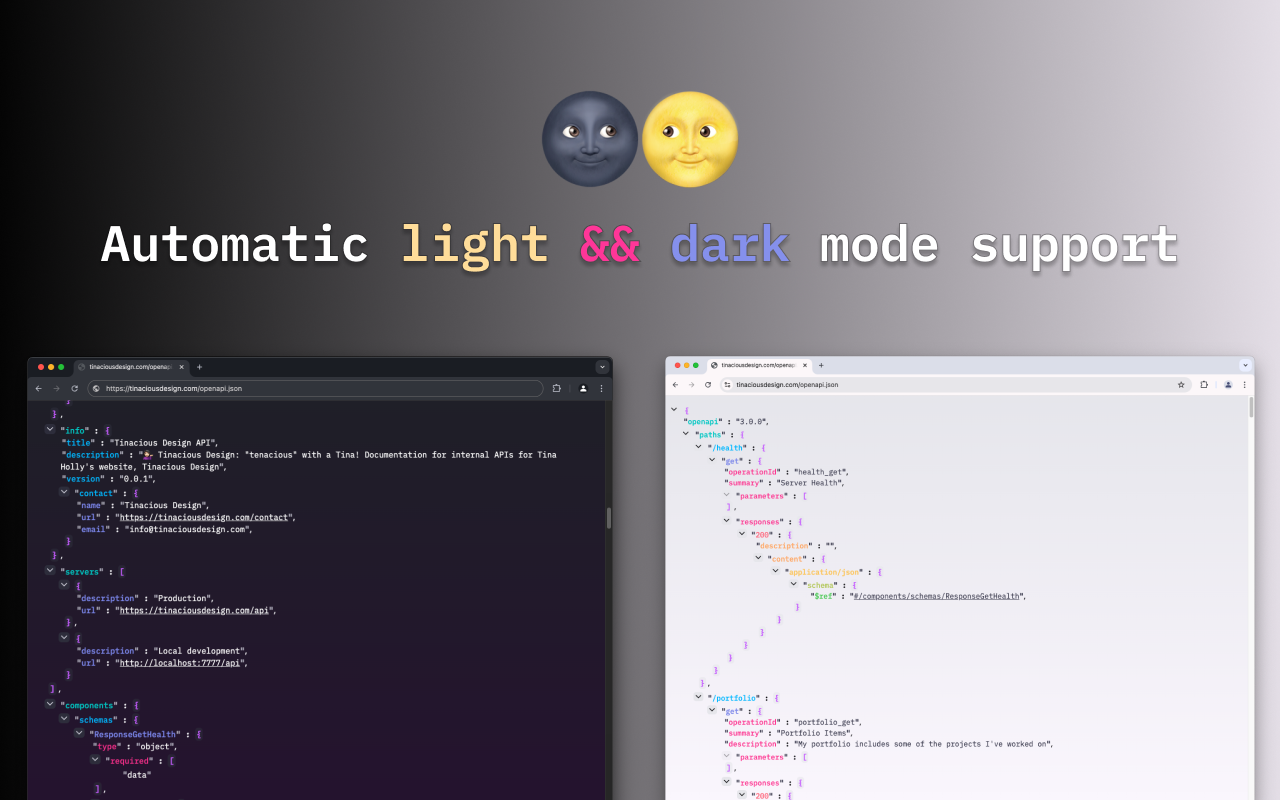 Automatic light && dark mode support
tinaciousdesign.com/openap
https://tinaciousdesign.com/openapi.json
}
},
"info" : {
"title" : "Tinacious Design API",
"description" : "💁🏻‍♀️ Tinacious Design: "tenacious" with a Tina! Documentation for internal APIs for Tina
Holly's website, Tinacious Design",
"version" : "0.0.1",
"contact" : {
"name" : "Tinacious Design",
"url" : "https://tinaciousdesign.com/contact",
"email" : "info@tinaciousdesign.com",
}
},
"servers" : [
{
"description" : "Production",
"url" : "https://tinaciousdesign.com/api",
},
{
"description" : "Local development",
"url" : "http://localhost:7777/api",
}
],
"components" : {
"schemas" : {
"ResponseGetHealth" : {
"type" : "object",
"required" : [
"data"
],
tinaciousdesign.com/openap
tinaciousdesign.com/openapi.json
{
"openapi" : "3.0.0",
"paths" : {
"/health" : {
"get" : {
"operationId" : "health_get",
"summary" : "Server Health",
"parameters" : [
],
"responses" : {
"200" : {
"description" : "",
"content" : {
"application/json" : {
"schema" : {
"$ref" : "#/components/schemas/ResponseGetHealth",
}
}
}
}
}
}
},
"/portfolio" : {
"get" : {
"operationId" : "portfolio_get",
"summary" : "Portfolio Items",
"description" : "My portfolio includes some of the projects I've worked on",
"parameters" : [
],
"responses" : {
"200" : {